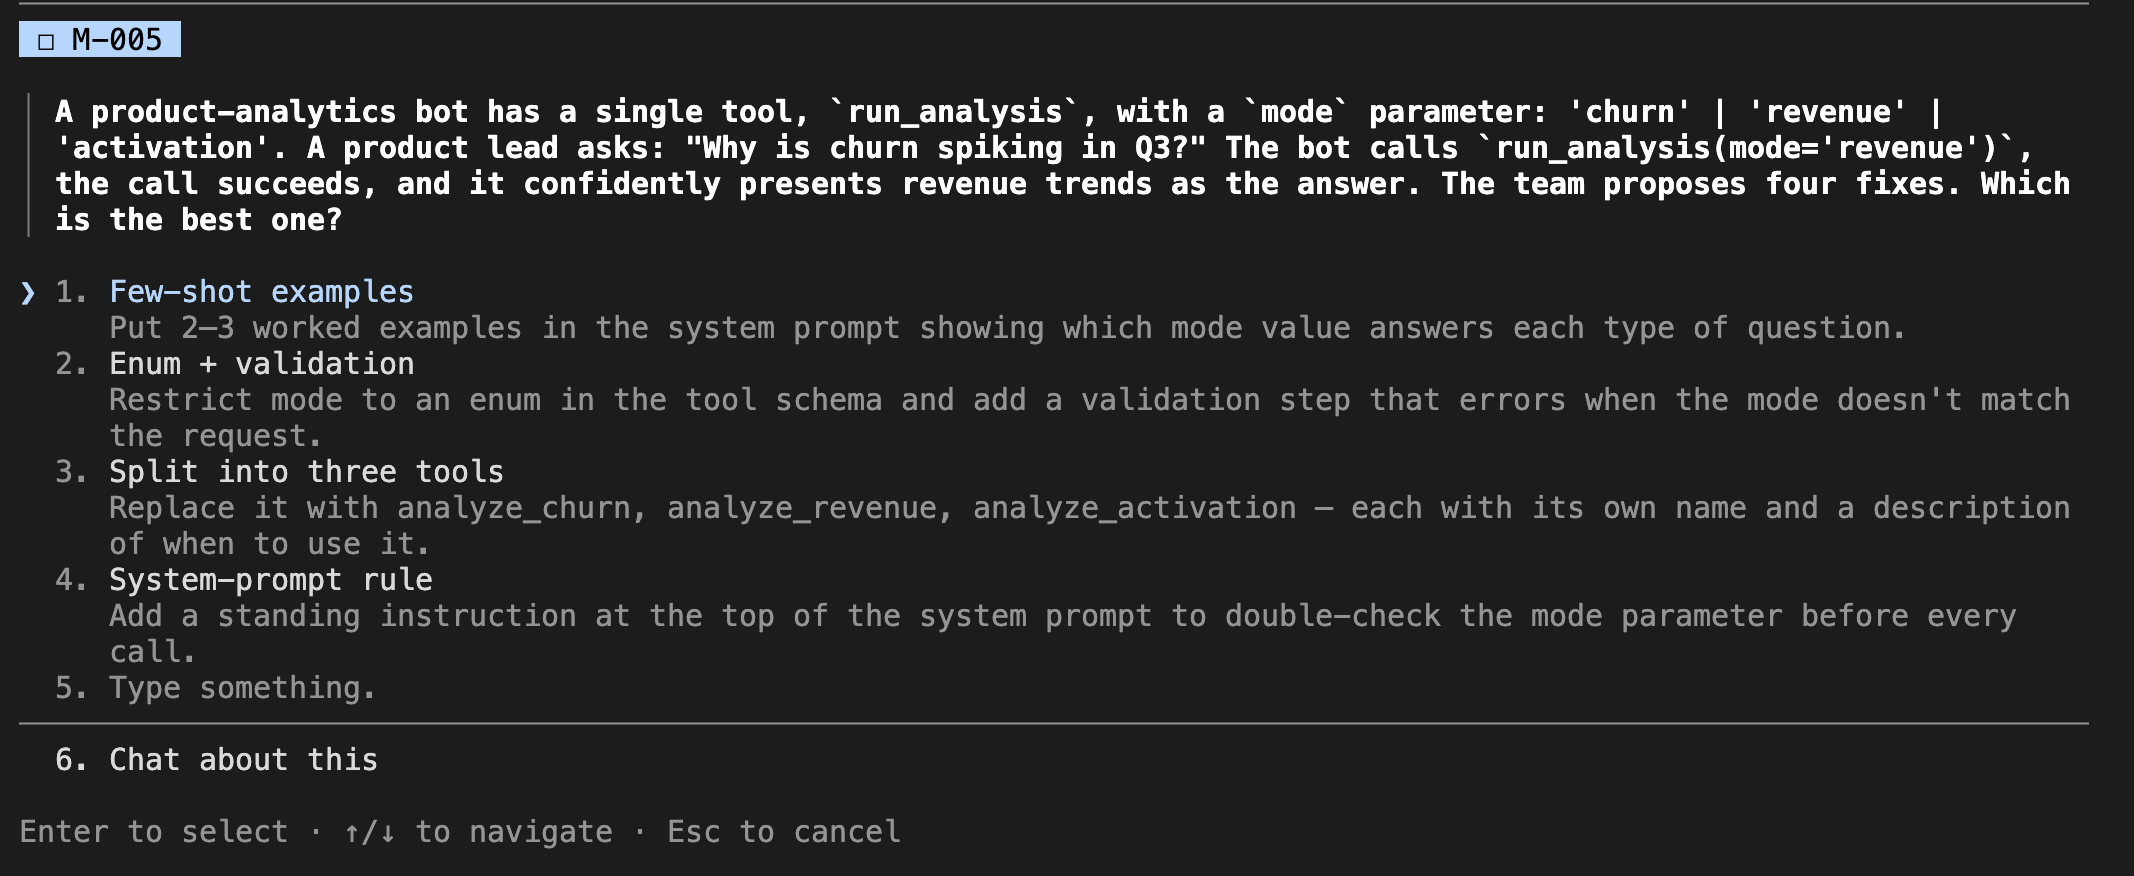 □ M-005
A product-analytics bot has a single tool, `run_analysis`, with a `mode` parameter: 'churn' | 'revenue' |
'activation'. A product lead asks: "Why is churn spiking in Q3?" The bot calls `run_analysis(mode='revenue')`,
the call succeeds, and it confidently presents revenue trends as the answer. The team proposes four fixes. Which
is the best one?
❯ 1. Few-shot examples
Put 2–3 worked examples in the system prompt showing which mode value answers each type of question.
2. Enum + validation
Restrict mode to an enum in the tool schema and add a validation step that errors when the mode doesn't match
the request.
3. Split into three tools
Replace it with analyze_churn, analyze_revenue, analyze_activation — each with its own name and a description
of when to use it.
4. System-prompt rule
Add a standing instruction at the top of the system prompt to double-check the mode parameter before every
call.
5. Type something.
6. Chat about this
Enter to select · ↑/↓ to navigate · Esc to cancel